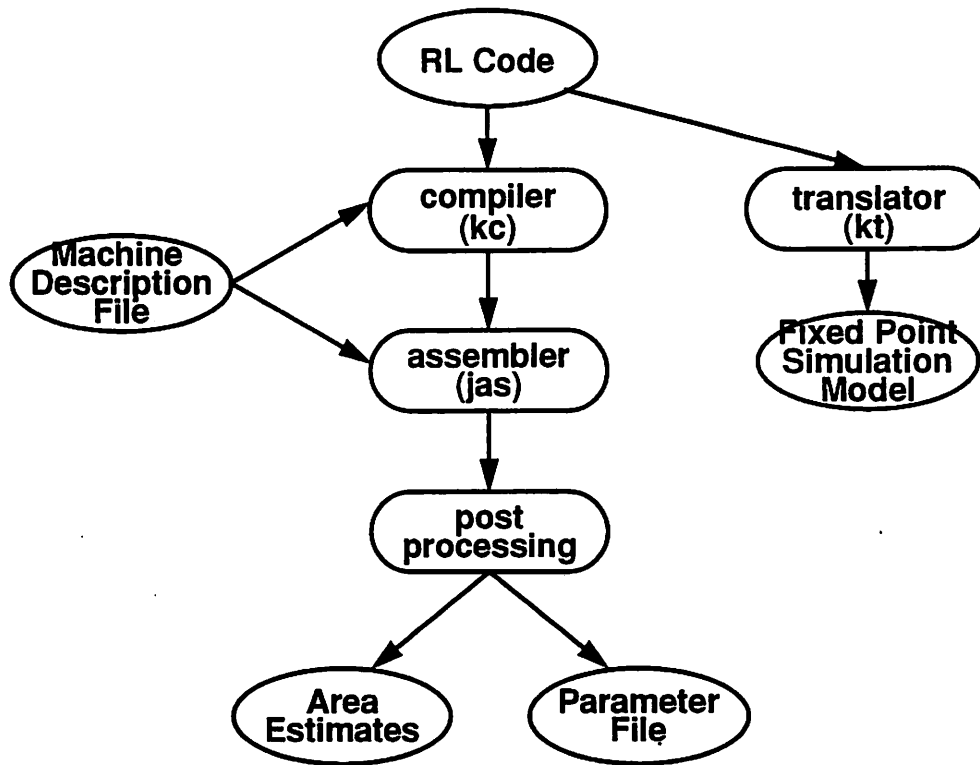 RL Code
compiler
(kc)
translator
(kt)
Machine
Description
File
assembler
(jas)
Fixed Point
Simulation
Model
post
processing
Area
Estimates
Parameter
File